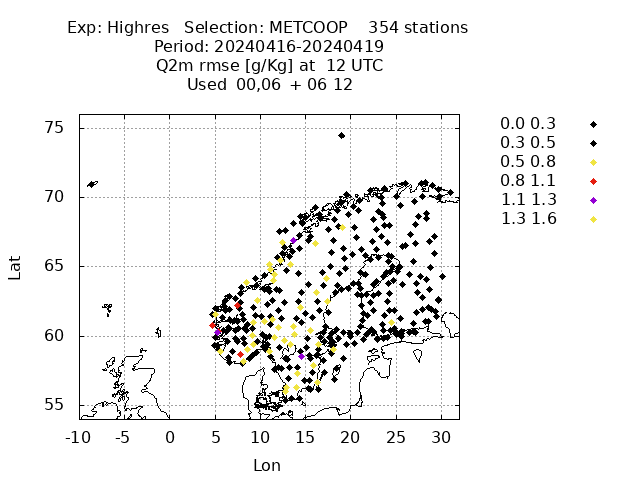 Exp: Highres   Selection: METCOOP    354 stations
Period: 20240416-20240419
Q2m rmse [g/Kg] at  12 UTC
Used  00,06  + 06 12
0.0 0.3
0.3 0.5
0.5 0.8
0.8 1.1
1.1 1.3
1.3 1.6
75
70
65
60
55
Lat
-10 -5 0 5 10 15 20 25 30
Lon